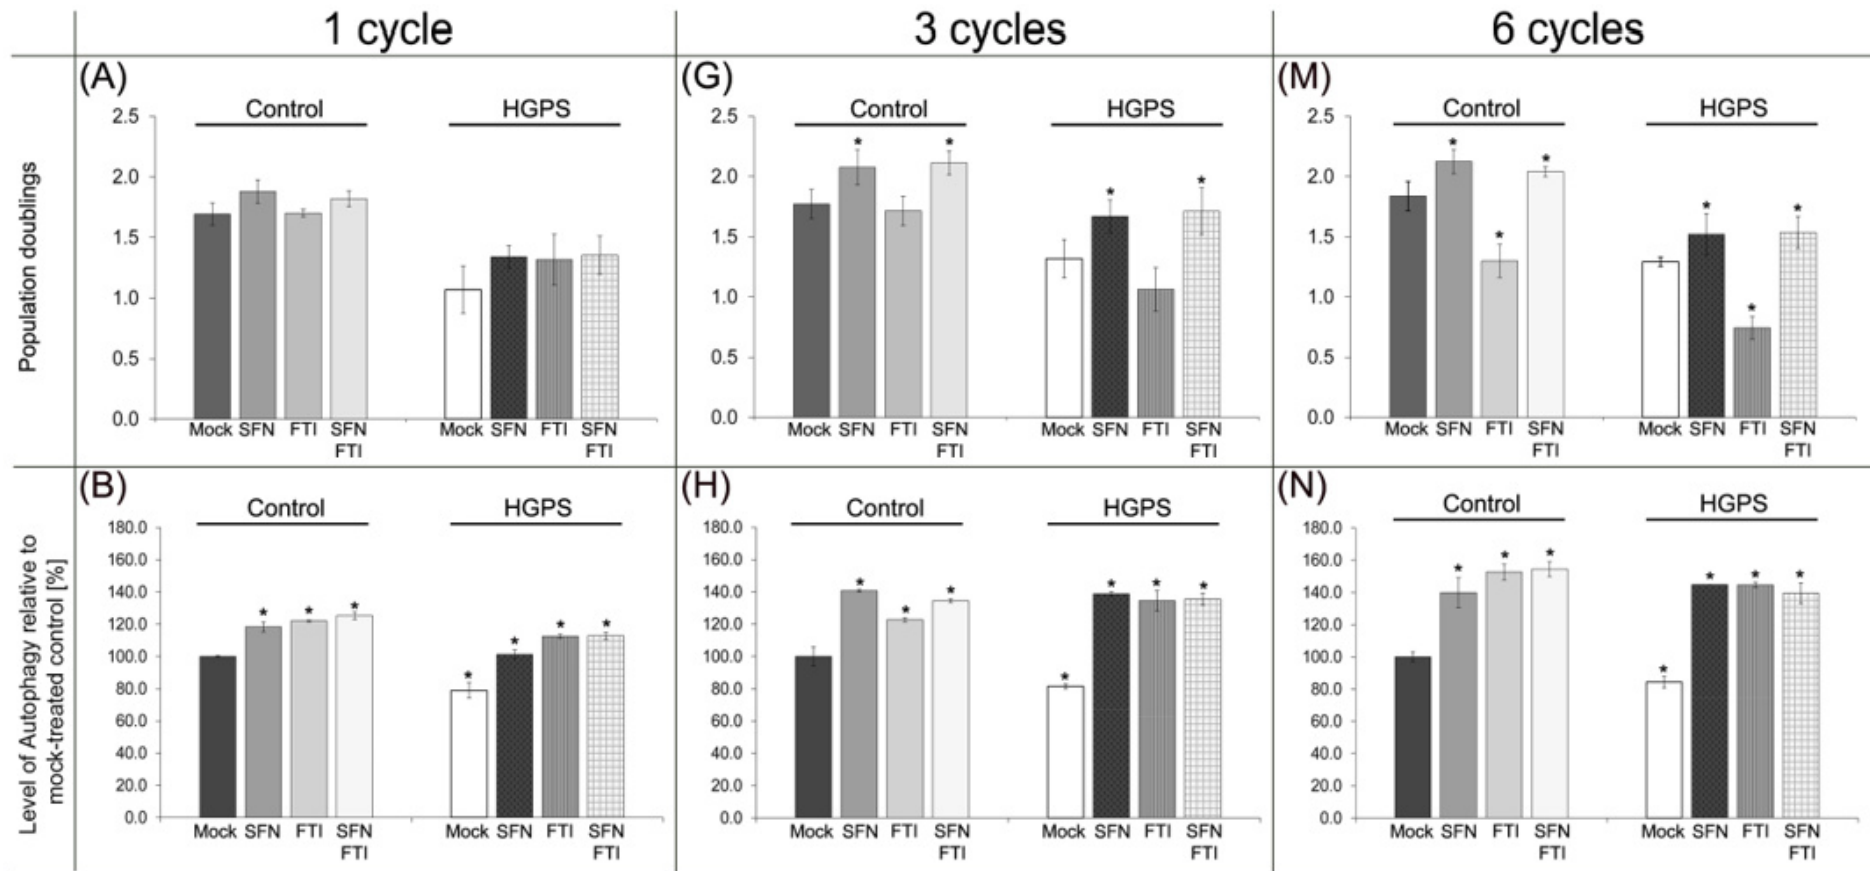 1 cycle 3 cycles 6 cycles
(A) (G) (M)
Control HGPS Control HGPS Control HGPS
Population doublings
2.5 2.5 2.5
2.0 2.0 2.0
1.5 1.5 1.5
1.0 1.0 1.0
0.5 0.5 0.5
0.0 0.0 0.0
* * * * * * * * * *
Mock SFN FTI SFN Mock SFN FTI SFN Mock SFN FTI SFN Mock SFN FTI SFN Mock SFN FTI SFN Mock SFN FTI SFN
FTI FTI FTI FTI FTI FTI
(B) (H) (N)
Control HGPS Control HGPS Control HGPS
Level of Autophagy relative to
mock-treated control [%]
180.0 180.0 180.0
160.0 160.0 160.0
140.0 140.0 140.0
120.0 120.0 120.0
100.0 100.0 100.0
80.0 80.0 80.0
60.0 60.0 60.0
40.0 40.0 40.0
20.0 20.0 20.0
0.0 0.0 0.0
* * * * * * * * * * * * * * * * * * * * *
Mock SFN FTI SFN Mock SFN FTI SFN Mock SFN FTI SFN Mock SFN FTI SFN Mock SFN FTI SFN Mock SFN FTI SFN
FTI FTI FTI FTI FTI FTI